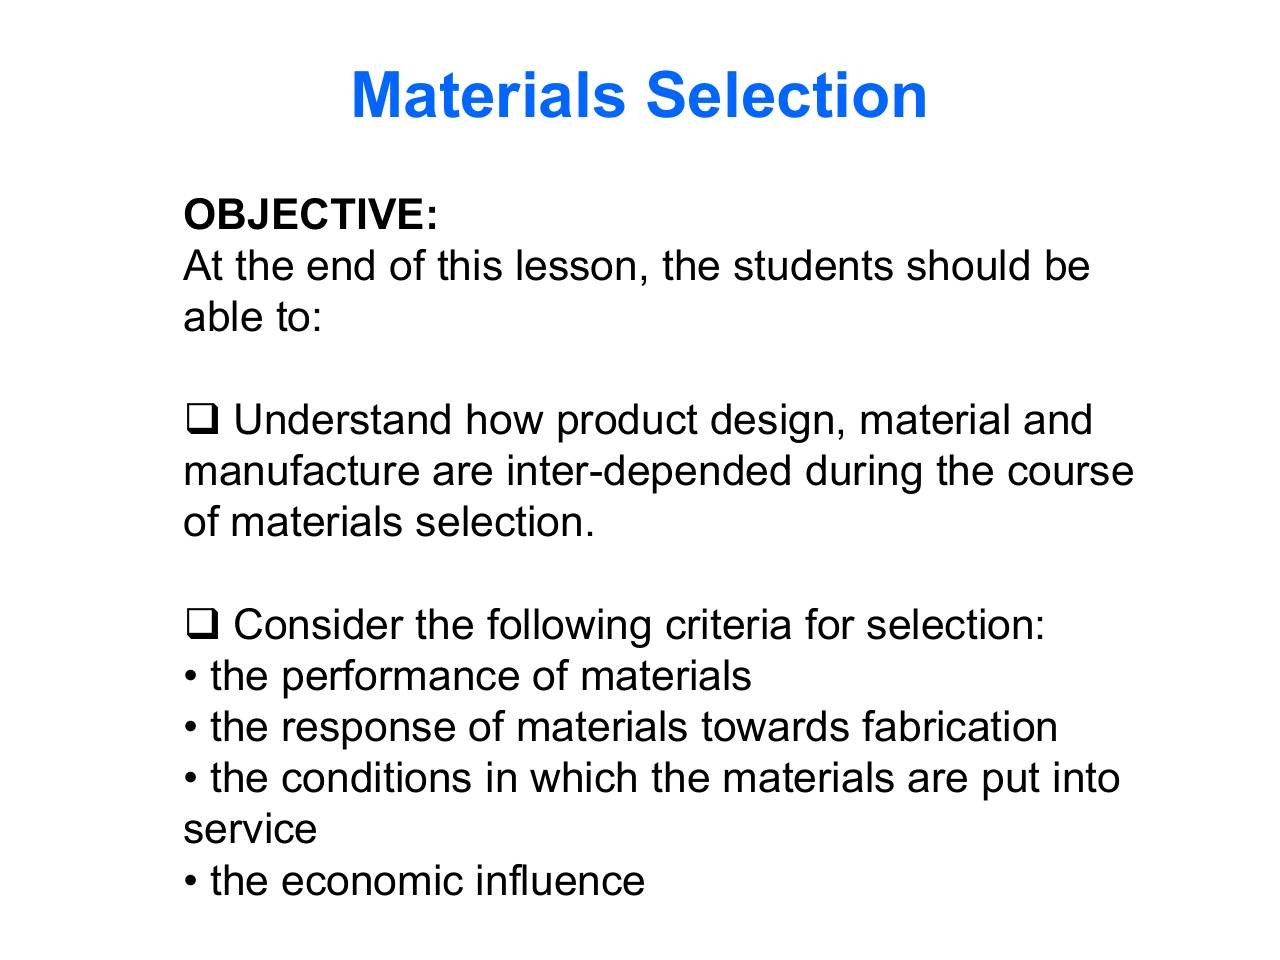 Materials Selection
OBJECTIVE:
At the end of this lesson, the students should be
able to:
❑ Understand how product design, material and
manufacture are inter-depended during the course
of materials selection.
❑ Consider the following criteria for selection:
• the performance of materials
• the response of materials towards fabrication
• the conditions in which the materials are put into
service
• the economic influence